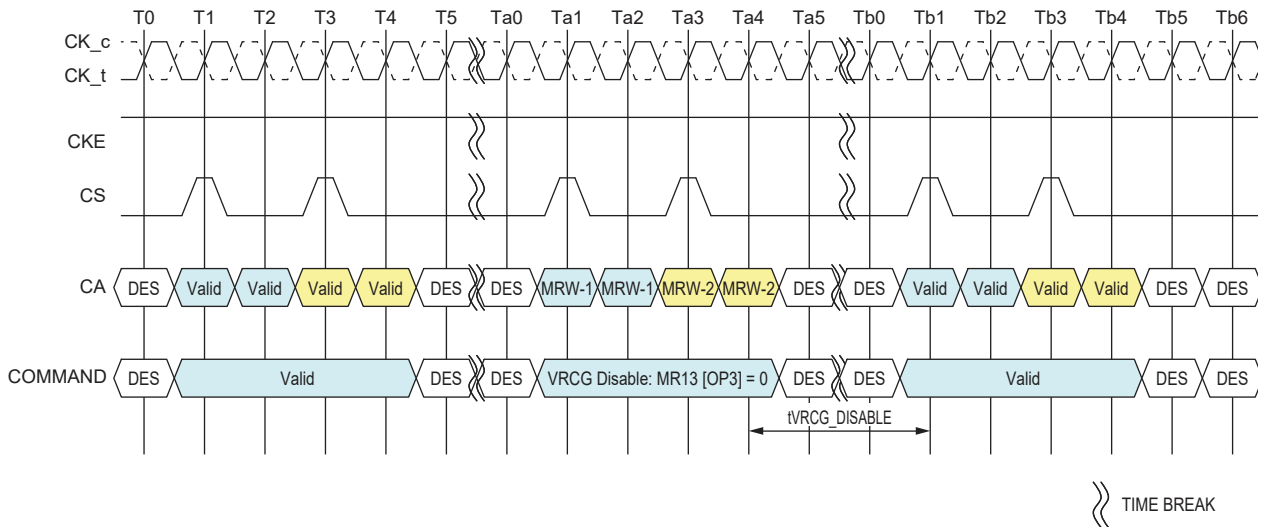 T0 T1 T2 T3 T4 T5 Ta0 Ta1 Ta2 Ta3 Ta4 Ta5 Tb0 Tb1 Tb2 Tb3 Tb4 Tb5 Tb6
CK_c
CK_t
CKE
CS
CA DES Valid Valid Valid Valid DES DES MRW-1 MRW-1 MRW-2 MRW-2 DES DES Valid Valid Valid Valid DES DES
COMMAND DES Valid DES DES VRCG Disable: MR13 [OP3] = 0 DES DES Valid DES DES
tVRCG_DISABLE
TIME BREAK